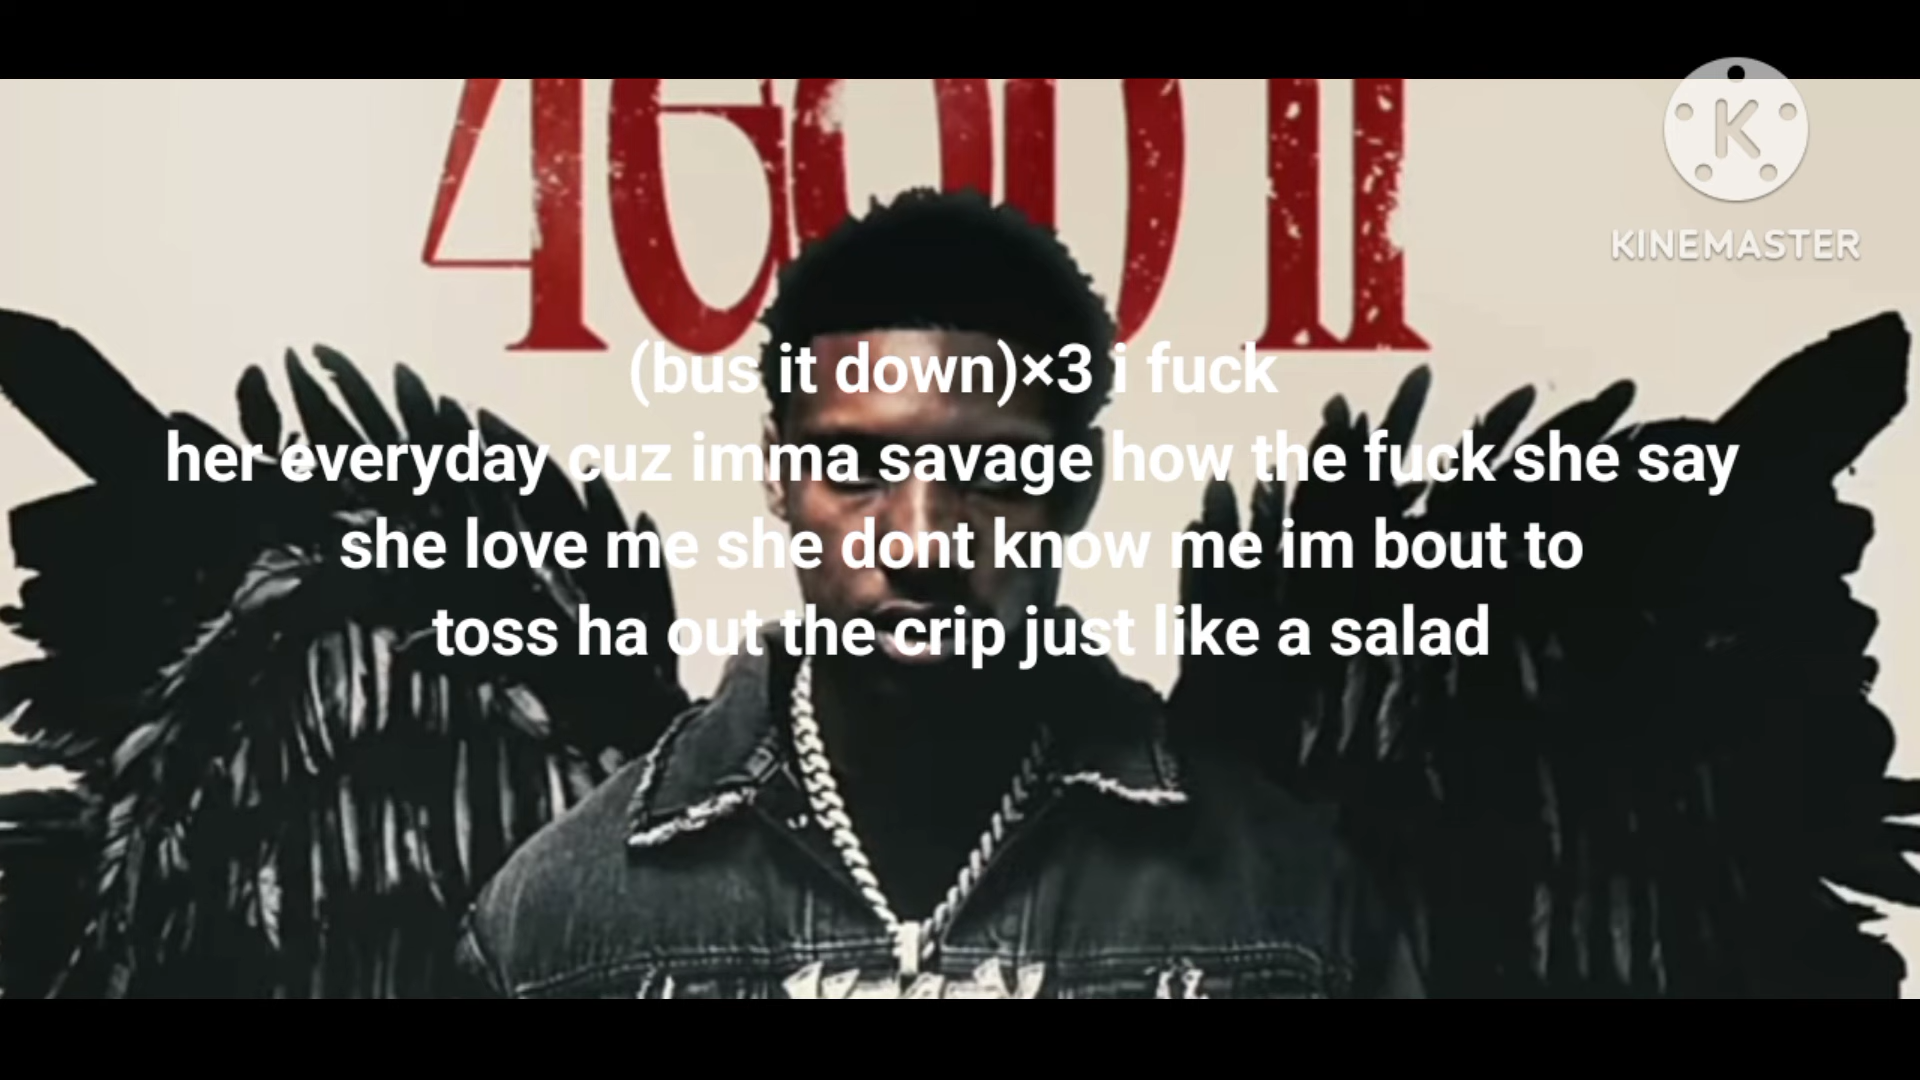 4GOD II
KINEMASTER
(bus it down)×3 i fuck
her everyday cuz imma savage how the fuck she say
she love me she dont know me im bout to
toss ha out the crip just like a salad